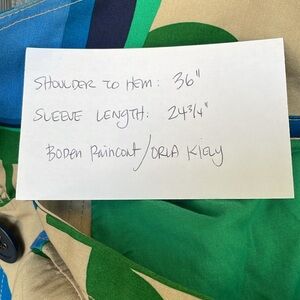 SHOULDER TO HEM: 36"
SLEEVE LENGTH: 24 3/4"
BODEN RAINCOAT/ORLA KIELY